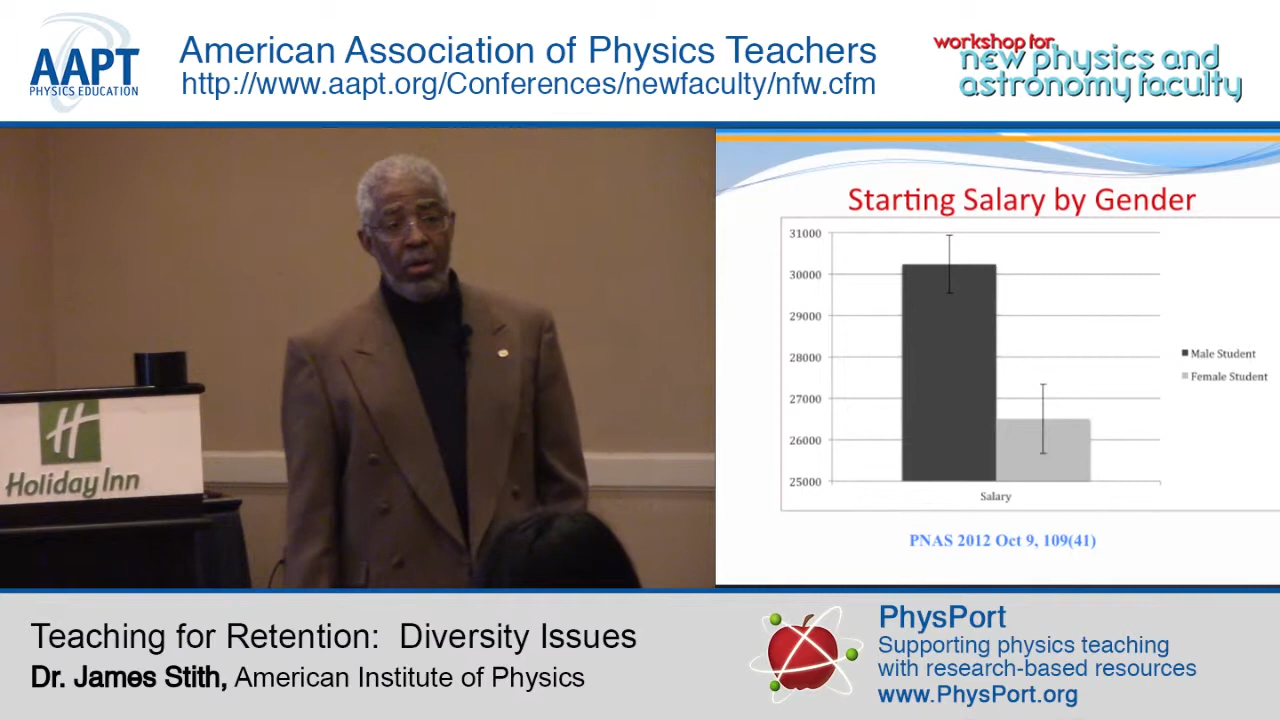 AAPT
PHYSICS EDUCATION
American Association of Physics Teachers
http://www.aapt.org/Conferences/newfaculty/nfw.cfm
workshop for
new physics and
astronomy faculty
H
Holiday Inn
Starting Salary by Gender
31000
30000
29000
28000
27000
26000
25000
Salary
Male Student
Female Student
PNAS 2012 Oct 9, 109(41)
Teaching for Retention: Diversity Issues
Dr. James Stith, American Institute of Physics
PhysPort
Supporting physics teaching
with research-based resources
www.PhysPort.org